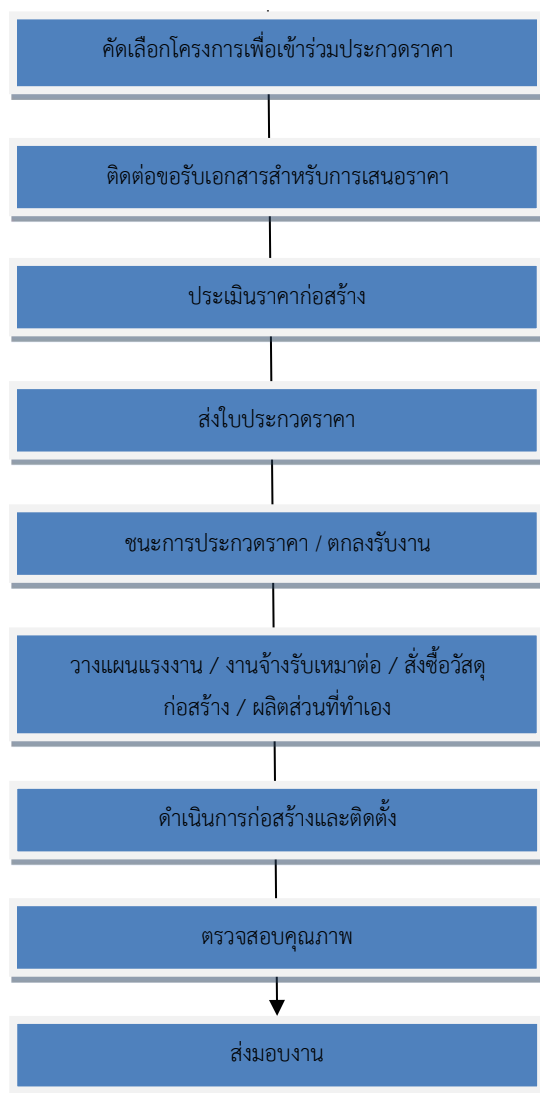 คัดเลือกโครงการเพื่อเข้าร่วมประกวดราคา
ติดต่อขอรับเอกสารสำหรับการเสนอราคา
ประเมินราคาก่อสร้าง
ส่งใบประกวดราคา
ชนะการประกวดราคา / ตกลงรับงาน
วางแผนแรงงาน / งานจ้างรับเหมาต่อ / สั่งซื้อวัสดุ
ก่อสร้าง / ผลิตส่วนที่ทำเอง
ดำเนินการก่อสร้างและติดตั้ง
ตรวจสอบคุณภาพ
ส่งมอบงาน